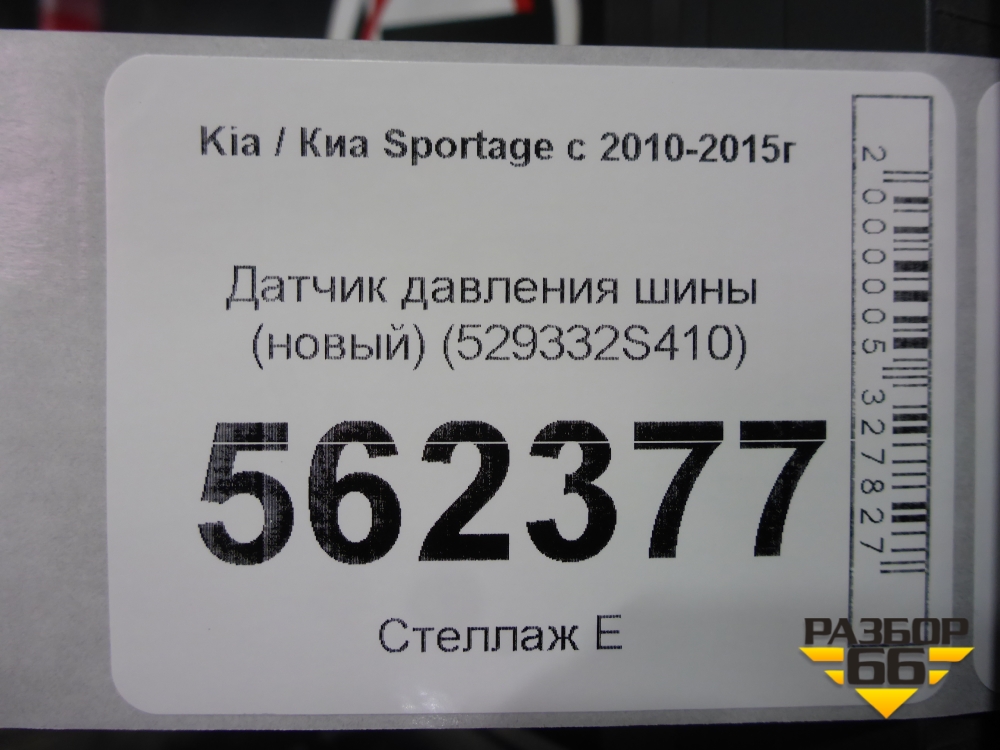 Kia / Киа Sportage с 2010-2015г
Датчик давления шины
(новый) (529332S410)
562377
Стеллаж Е
2000005327827
РАЗБОР
66